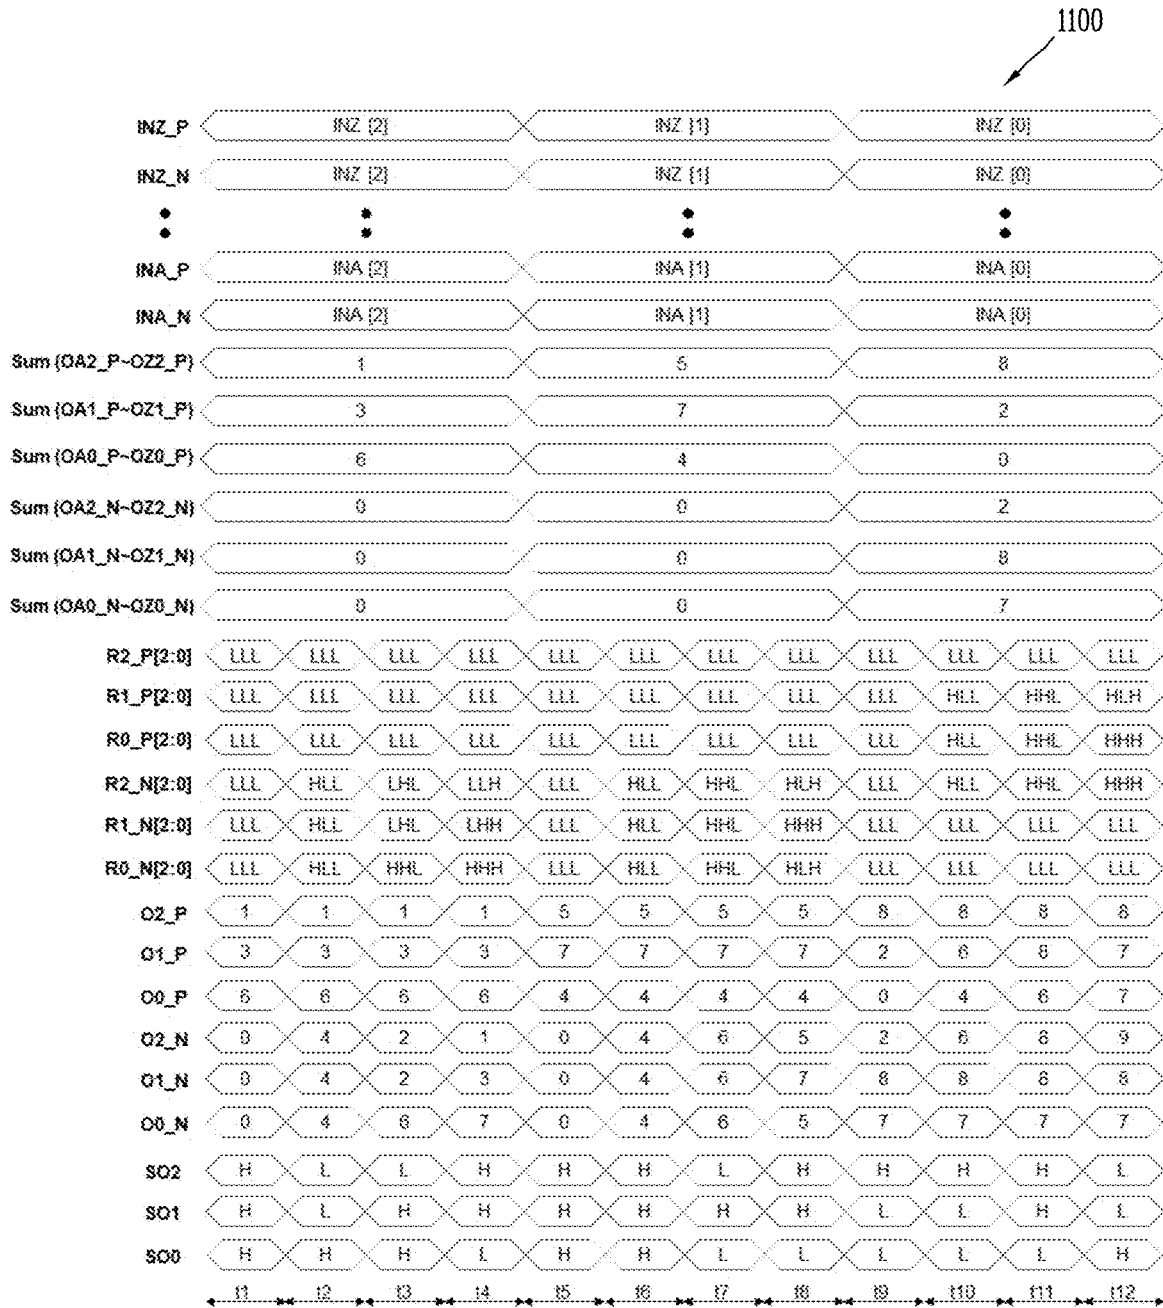 1100
INZ_P INZ [2] INZ [1] INZ [0]
INZ_N INZ [2] INZ [1] INZ [0]
INA_P INA [2] INA [1] INA [0]
INA_N INA [2] INA [1] INA [0]
Sum (OA2_P~OZ2_P) 1 5 8
Sum (OA1_P~OZ1_P) 3 7 2
Sum (OA0_P~OZ0_P) 6 4 0
Sum (OA2_N~OZ2_N) 0 0 2
Sum (OA1_N~OZ1_N) 0 0 8
Sum (OA0_N~OZ0_N) 0 0 7
R2_P[2:0] LLL LLL LLL LLL LLL LLL LLL LLL LLL LLL LLL LLL
R1_P[2:0] LLL LLL LLL LLL LLL LLL LLL LLL LLL HLL HHL HLH
R0_P[2:0] LLL LLL LLL LLL LLL LLL LLL LLL LLL HLL HHL HHH
R2_N[2:0] LLL HLL LHL LLH LLL HLL HHL HLH LLL HLL HHL HHH
R1_N[2:0] LLL HLL LHL LHH LLL HLL HHL HHH LLL LLL LLL LLL
R0_N[2:0] LLL HLL HHL HHH LLL HLL HHL HLH LLL LLL LLL LLL
O2_P 1 1 1 1 5 5 5 5 8 8 8 8
O1_P 3 3 3 3 7 7 7 7 2 6 8 7
O0_P 6 6 6 6 4 4 4 4 0 4 6 7
O2_N 0 4 2 1 0 4 6 5 2 6 8 9
O1_N 0 4 2 3 0 4 6 7 8 8 8 8
O0_N 0 4 6 7 0 4 6 5 7 7 7 7
SO2 H L L H H H L H H H H L
SO1 H L H H H H H H L L H L
SO0 H H H L H H L L L L L H
t1 t2 t3 t4 t5 t6 t7 t8 t9 t10 t11 t12